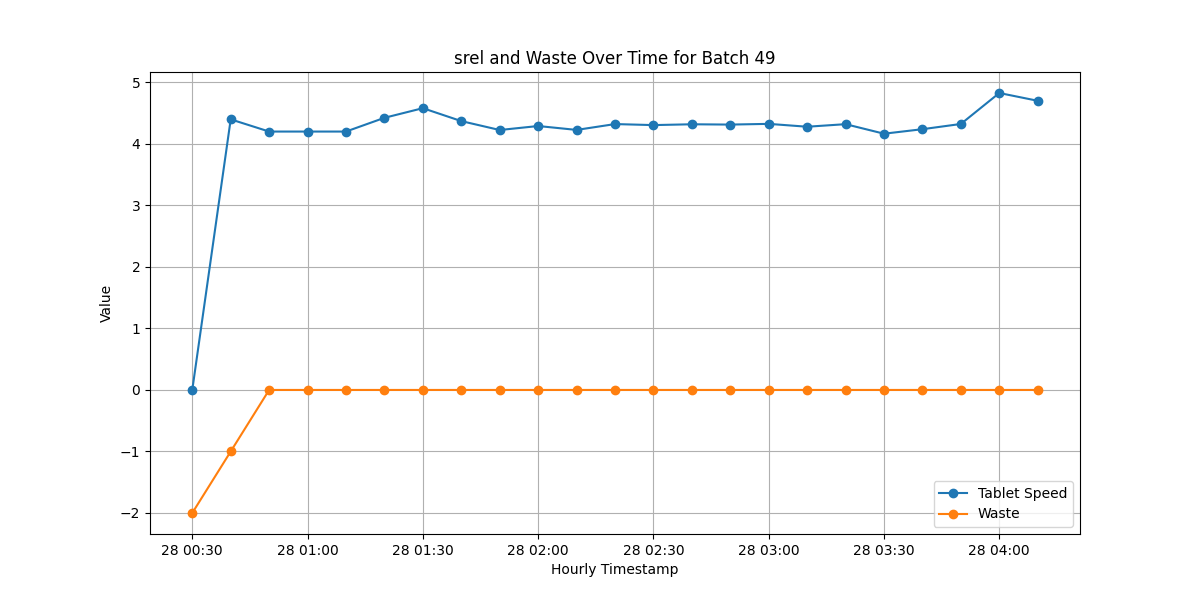 srel and Waste Over Time for Batch 49
5
4
3
2
1
0
−1
−2
Value
Tablet Speed
Waste
28 00:30 28 01:00 28 01:30 28 02:00 28 02:30 28 03:00 28 03:30 28 04:00
Hourly Timestamp